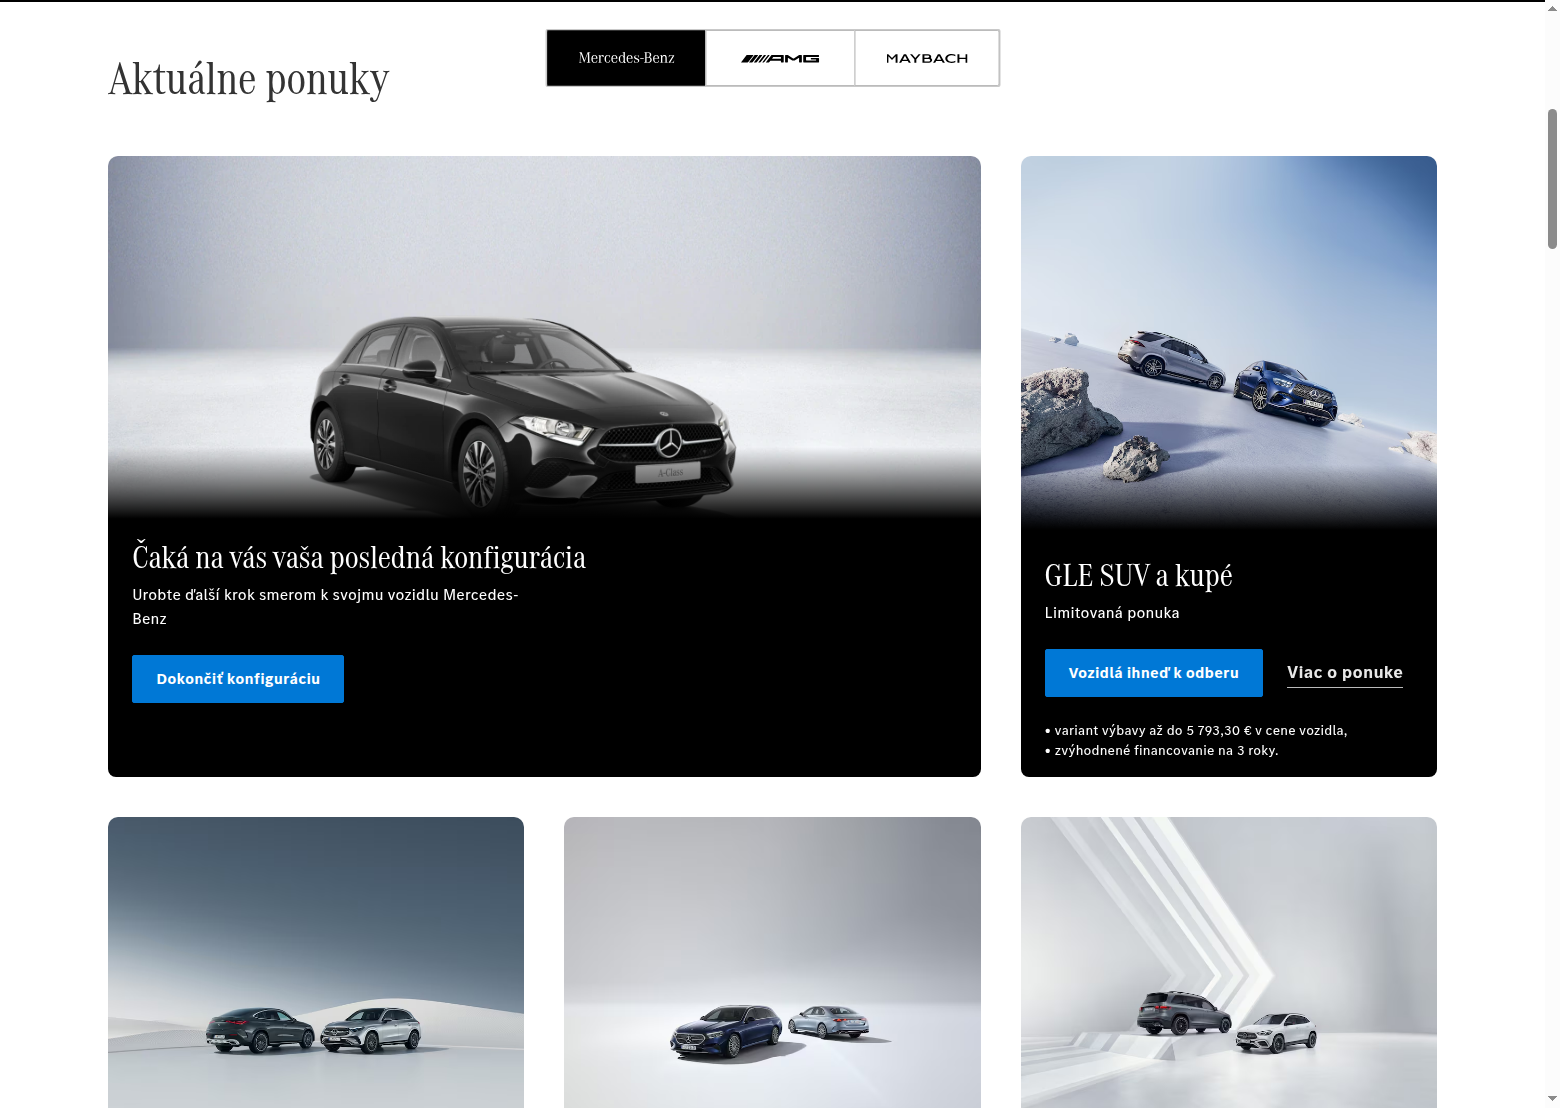 Aktuálne ponuky
Mercedes-Benz
AMG
MAYBACH
A-Class
Čaká na vás vaša posledná konfigurácia
Urobte ďalší krok smerom k svojmu vozidlu Mercedes-
Benz
Dokončiť konfiguráciu
GLE SUV a kupé
Limitovaná ponuka
Vozidlá ihneď k odberu
Viac o ponuke
• variant výbavy až do 5 793,30 € v cene vozidla,
• zvýhodnené financovanie na 3 roky.